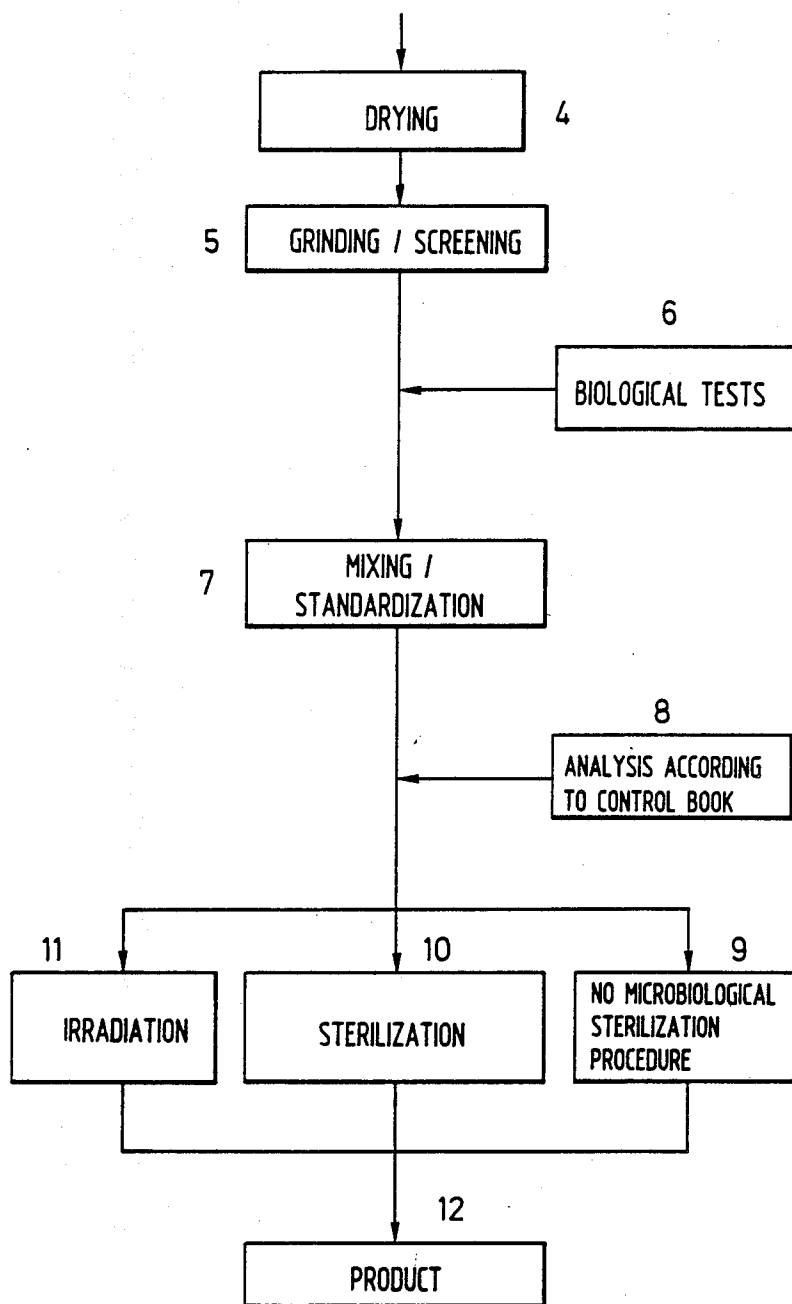 DRYING
4
5
GRINDING / SCREENING
6
BIOLOGICAL TESTS
7
MIXING /
STANDARDIZATION
8
ANALYSIS ACCORDING
TO CONTROL BOOK
11
10
9
IRRADIATION
STERILIZATION
NO MICROBIOLOGICAL
STERILIZATION
PROCEDURE
12
PRODUCT